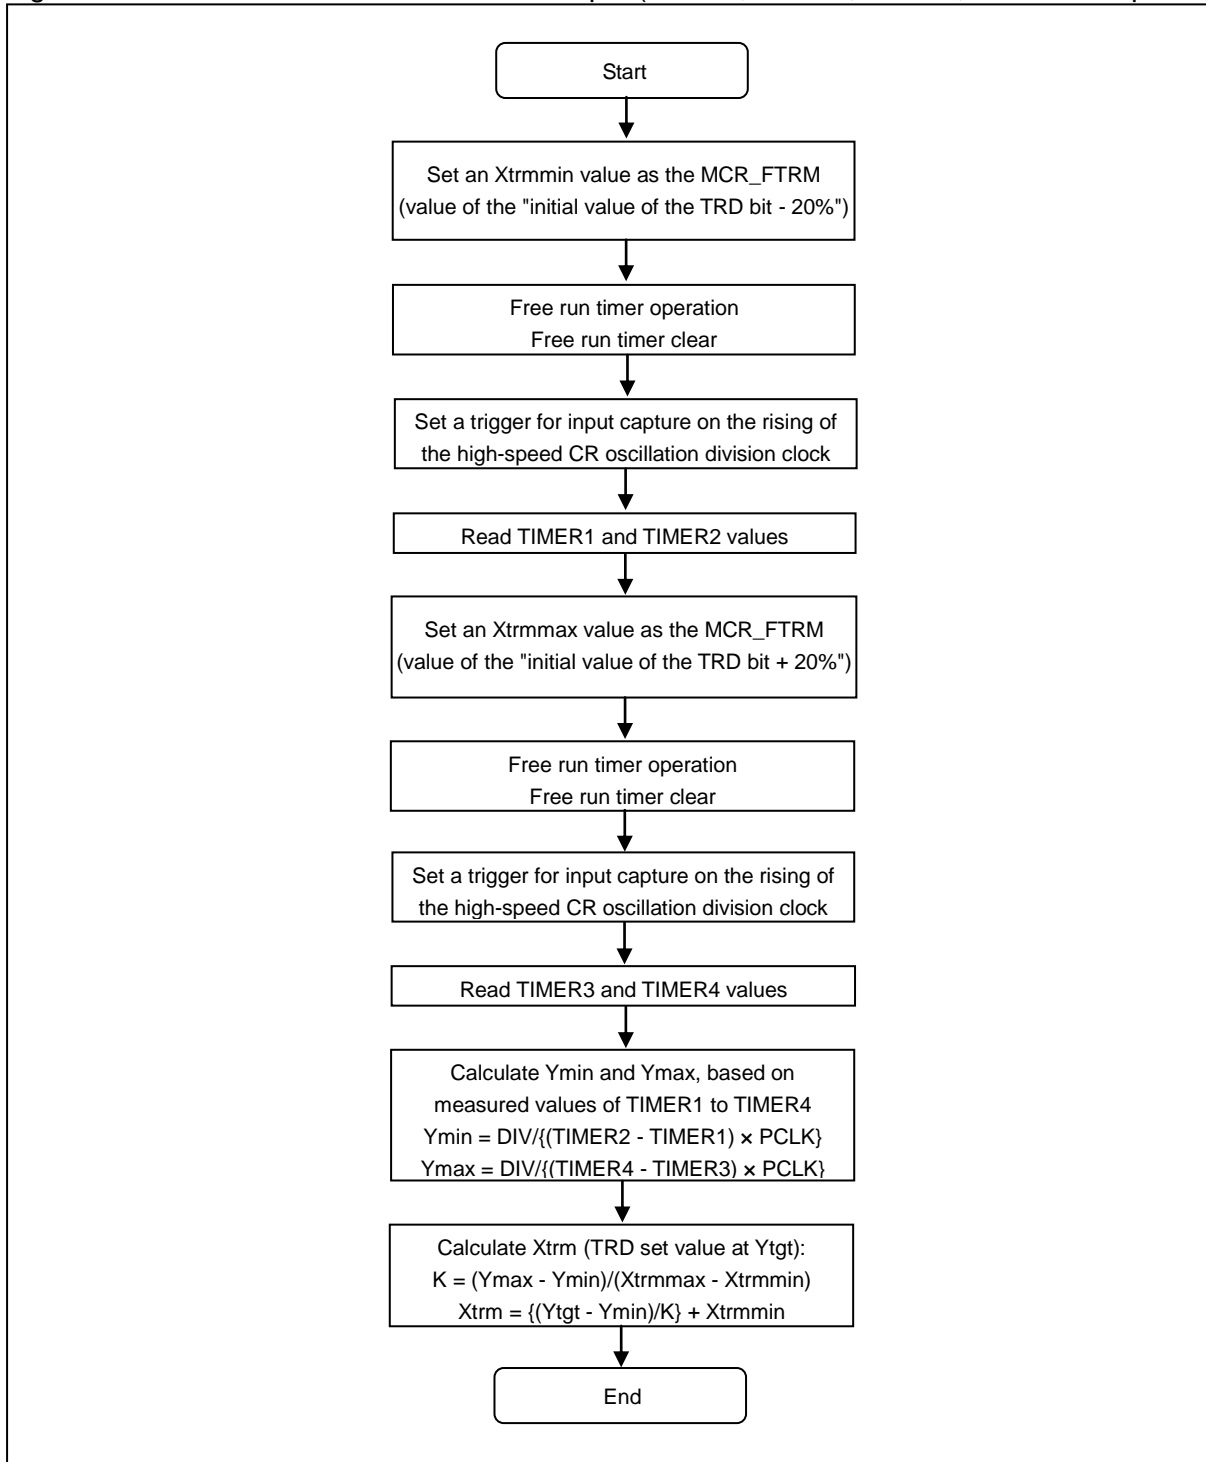 Start
Set an Xtrmmin value as the MCR_FTRM
(value of the "initial value of the TRD bit - 20%")
Free run timer operation
Free run timer clear
Set a trigger for input capture on the rising of
the high-speed CR oscillation division clock
Read TIMER1 and TIMER2 values
Set an Xtrmmax value as the MCR_FTRM
(value of the "initial value of the TRD bit + 20%")
Free run timer operation
Free run timer clear
Set a trigger for input capture on the rising of
the high-speed CR oscillation division clock
Read TIMER3 and TIMER4 values
Calculate Ymin and Ymax, based on
measured values of TIMER1 to TIMER4
Ymin = DIV/{(TIMER2 - TIMER1) × PCLK}
Ymax = DIV/{(TIMER4 - TIMER3) × PCLK}
Calculate Xtrm (TRD set value at Ytgt):
K = (Ymax - Ymin)/(Xtrmmax - Xtrmmin)
Xtrm = {(Ytgt - Ymin)/K} + Xtrmmin
End